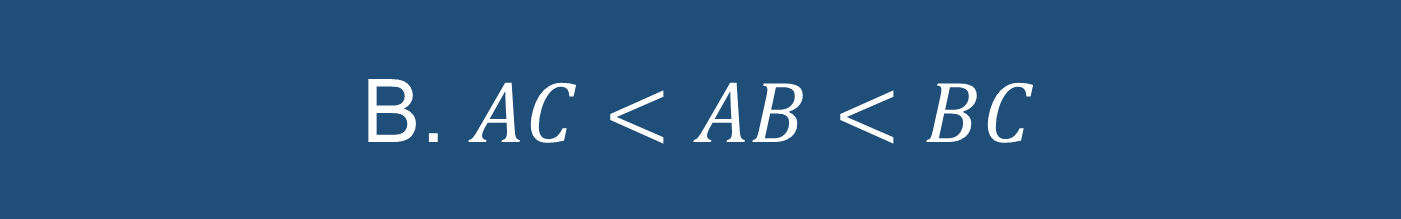 B. AC < AB < BC